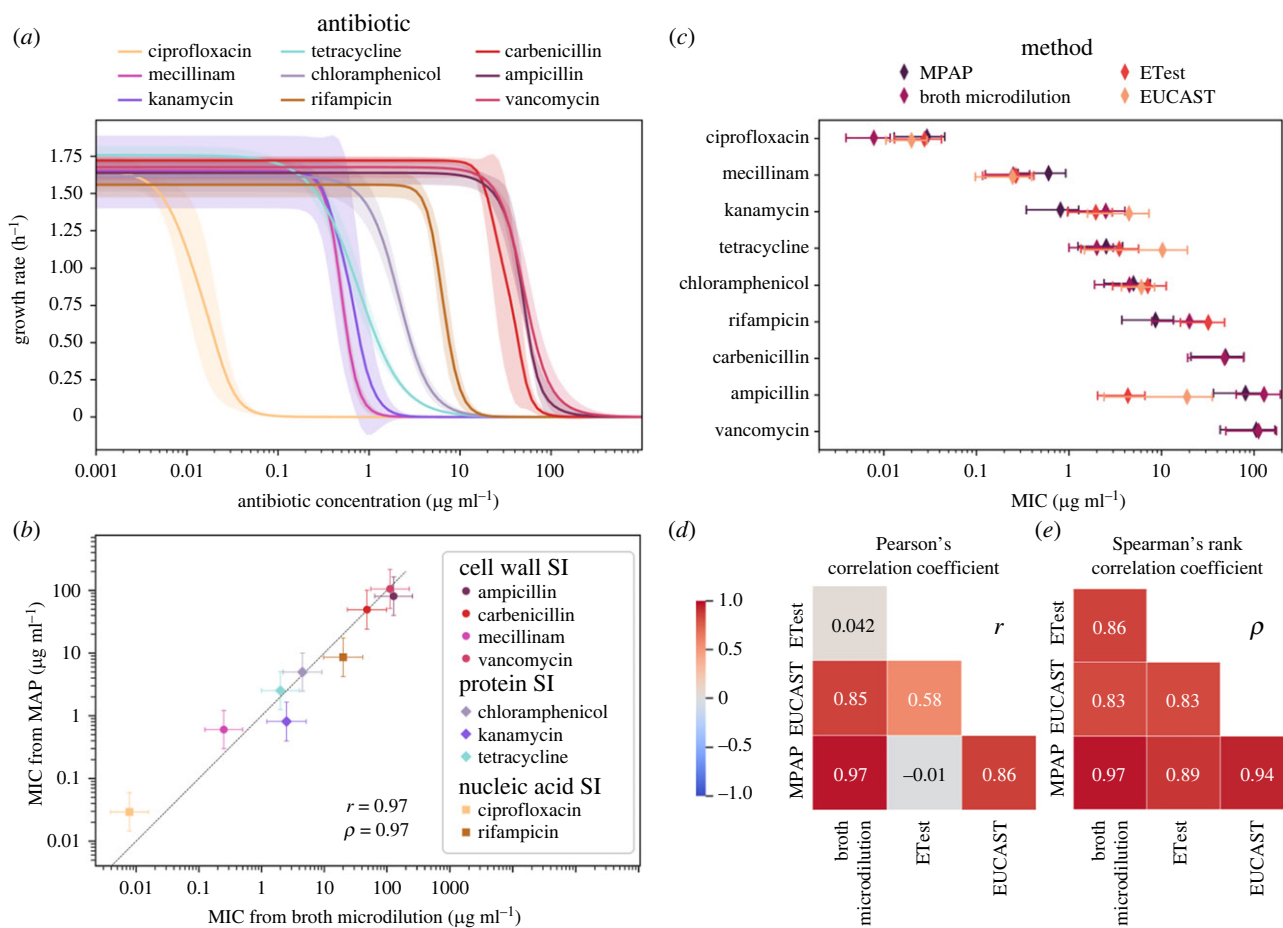 (a)
antibiotic
ciprofloxacin
mecillinam
kanamycin
tetracycline
chloramphenicol
rifampicin
carbenicillin
ampicillin
vancomycin
growth rate (h⁻¹)
1.75
1.50
1.25
1.00
0.75
0.50
0.25
0
0.001
0.01
0.1
1
10
100
antibiotic concentration (µg ml⁻¹)
(c)
method
MPAP
broth microdilution
ETest
EUCAST
ciprofloxacin
mecillinam
kanamycin
tetracycline
chloramphenicol
rifampicin
carbenicillin
ampicillin
vancomycin
0.01
0.1
1
10
100
MIC (µg ml⁻¹)
(b)
MIC from MAP (µg ml⁻¹)
100
10
1
0.1
0.01
cell wall SI
ampicillin
carbenicillin
mecillinam
vancomycin
protein SI
chloramphenicol
kanamycin
tetracycline
nucleic acid SI
ciprofloxacin
rifampicin
r = 0.97
ρ = 0.97
0.01
0.1
1
10
100
1000
MIC from broth microdilution (µg ml⁻¹)
(d)
Pearson's
correlation coefficient
1.0
0.5
0
–0.5
–1.0
r
ETest
EUCAST
MPAP
0.042
0.85
0.58
0.97
–0.01
0.86
broth
microdilution
ETest
EUCAST
(e)
Spearman's rank
correlation coefficient
ρ
ETest
EUCAST
MPAP
0.86
0.83
0.83
0.97
0.89
0.94
broth
microdilution
ETest
EUCAST